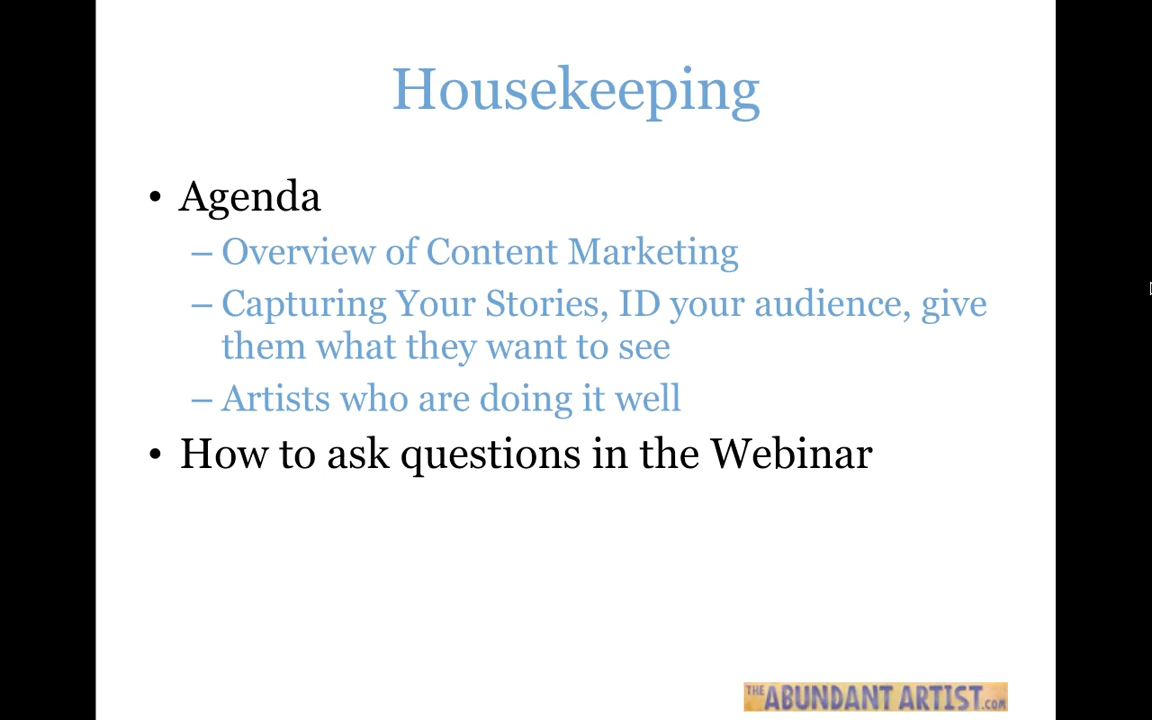 Housekeeping
• Agenda
– Overview of Content Marketing
– Capturing Your Stories, ID your audience, give
them what they want to see
– Artists who are doing it well
• How to ask questions in the Webinar
THE ABUNDANT ARTIST.COM